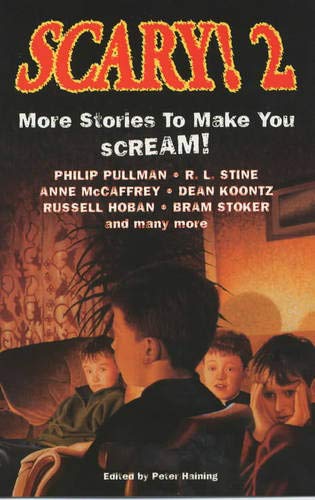 SCARY! 2
More Stories To Make You
sCREAM!
PHILIP PULLMAN • R. L. STINE
ANNE McCAFFREY • DEAN KOONTZ
RUSSELL HOBAN • BRAM STOKER
and many more
Edited by Peter Haining